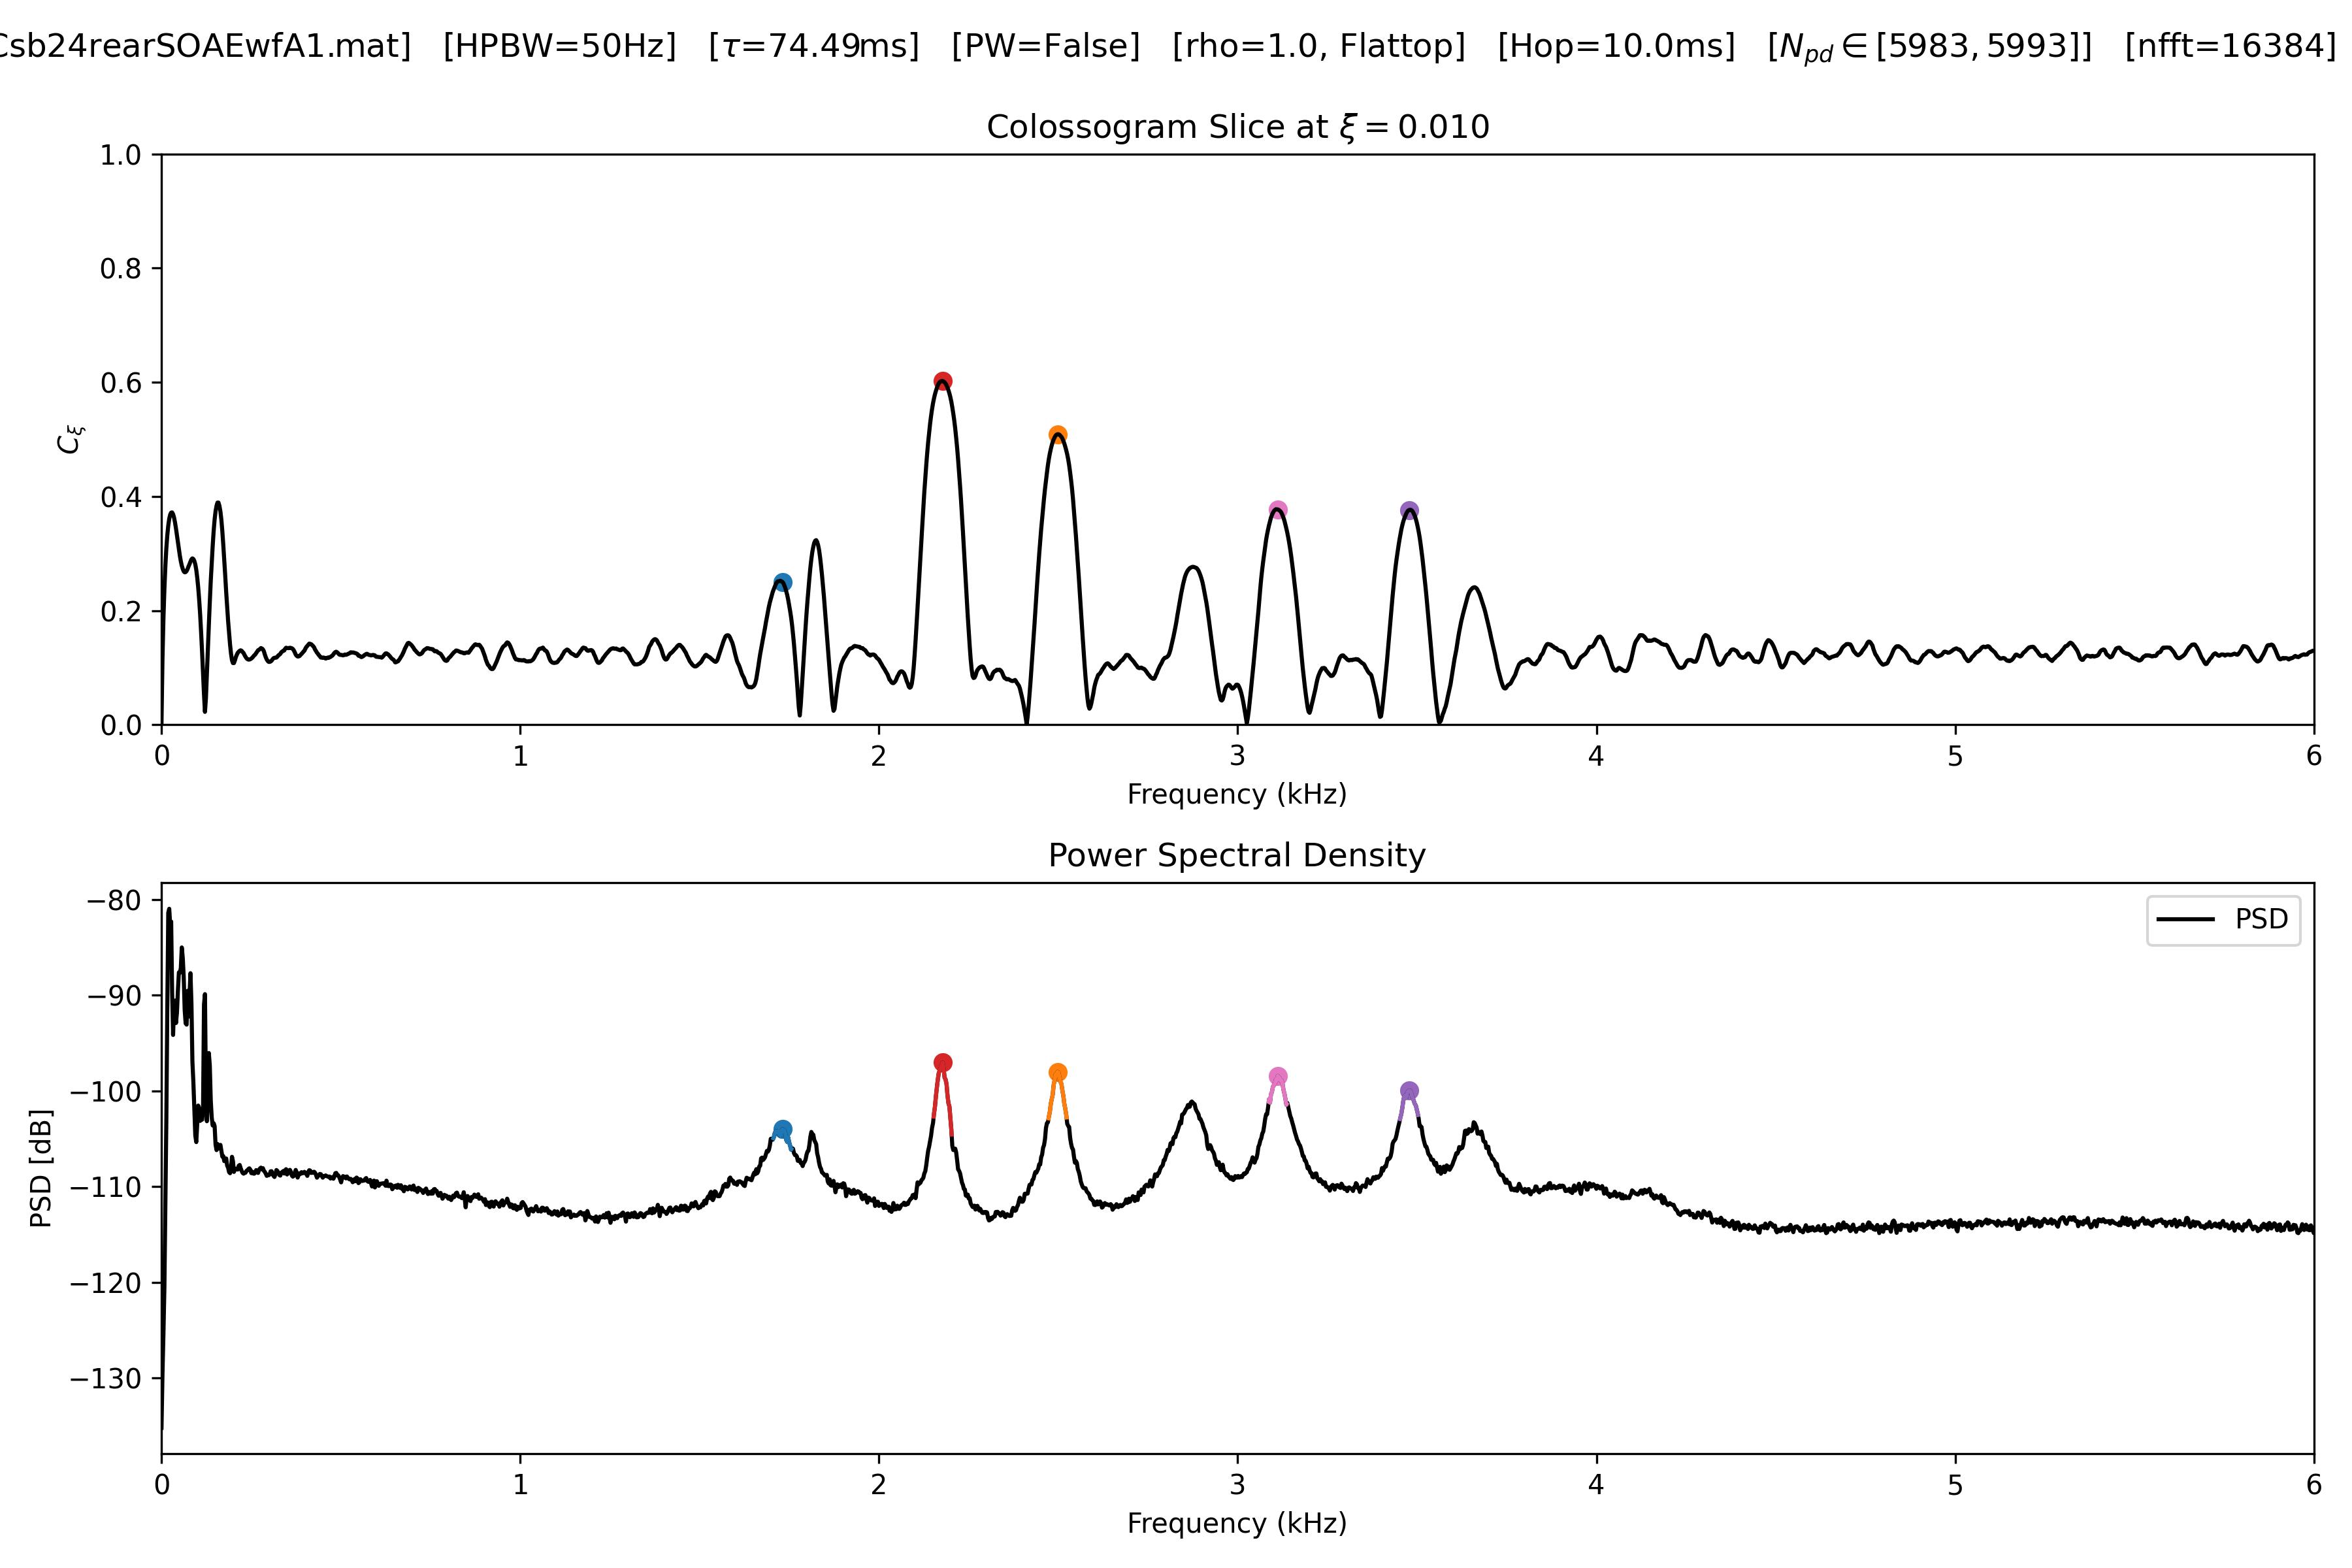 Csb24rearSOAEwfA1.mat] [HPBW=50Hz] [τ=74.49ms] [PW=False] [rho=1.0, Flattop] [Hop=10.0ms] [N_pd ∈ [5983, 5993]] [nfft=16384]
Colossogram Slice at ξ = 0.010
1.0
0.8
0.6
0.4
0.2
0.0
C_ξ
0 1 2 3 4 5 6
Frequency (kHz)
Power Spectral Density
PSD
−80
−90
−100
−110
−120
−130
PSD [dB]
0 1 2 3 4 5 6
Frequency (kHz)